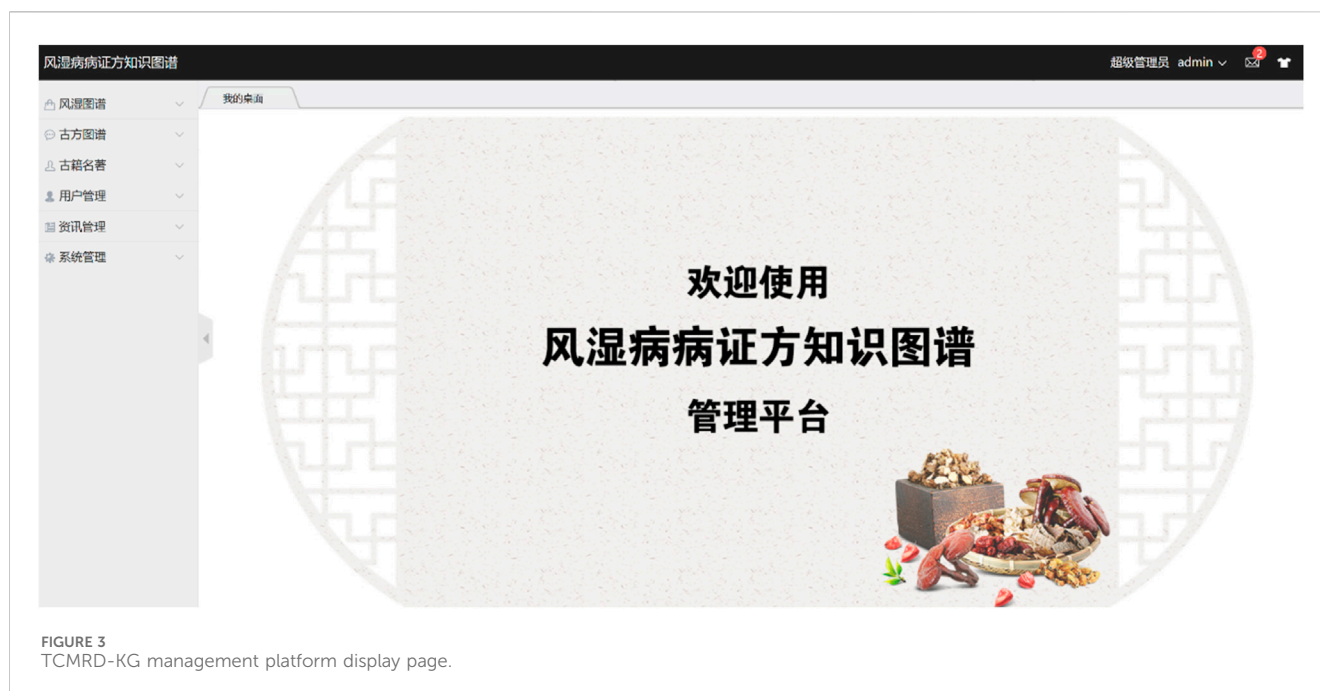 风湿病病证方知识图谱
超级管理员 admin
2
风湿图谱
我的桌面
古方图谱
古籍名著
用户管理
资讯管理
系统管理
欢迎使用
风湿病病证方知识图谱
管理平台
FIGURE 3
TCMRD-KG management platform display page.